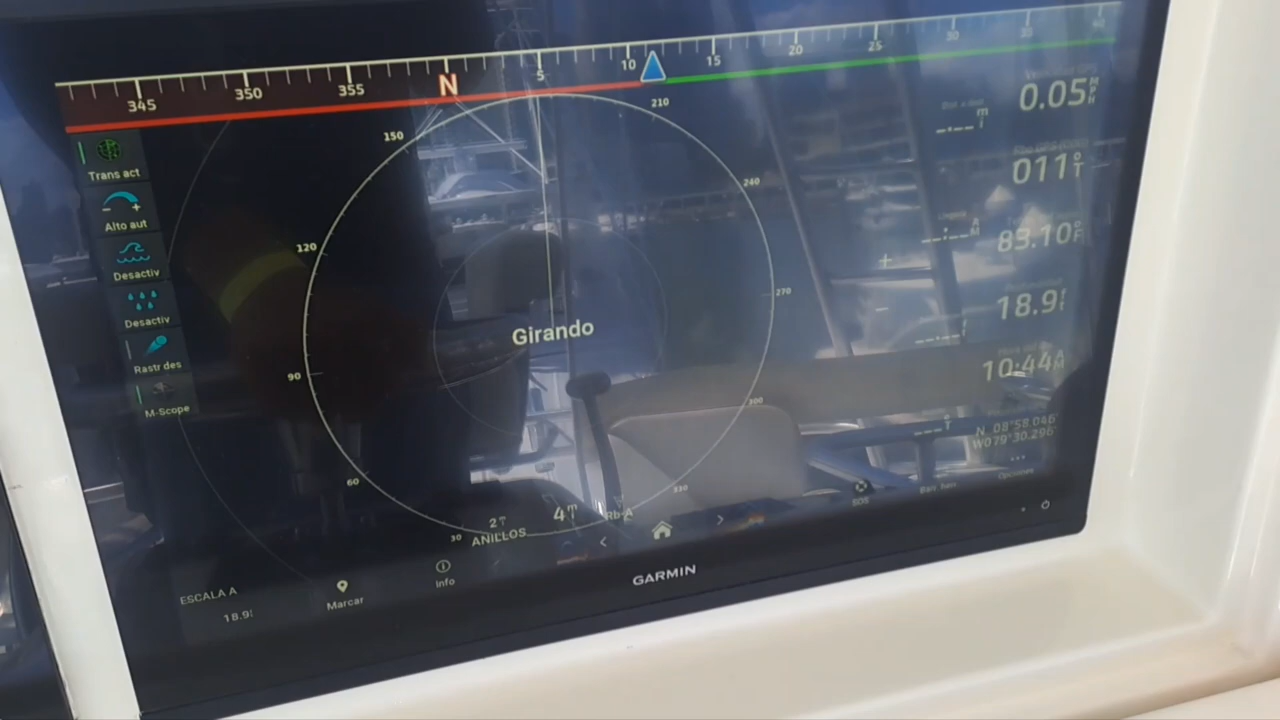 345 350 355 N 5 10 15 20 25 30
Trans act
Alto aut
Desactiv
Desactiv
Rastr des
M-Scope
150
120
90
60
30
210
240
270
300
330
Girando
0.05
011°T
83.10°F
18.9
10:44
N 08°58.046'
W079°30.296'
2
4
ANILLOS
Rb-A
SOS
ESCALA A
18.9
Marcar
Info
GARMIN